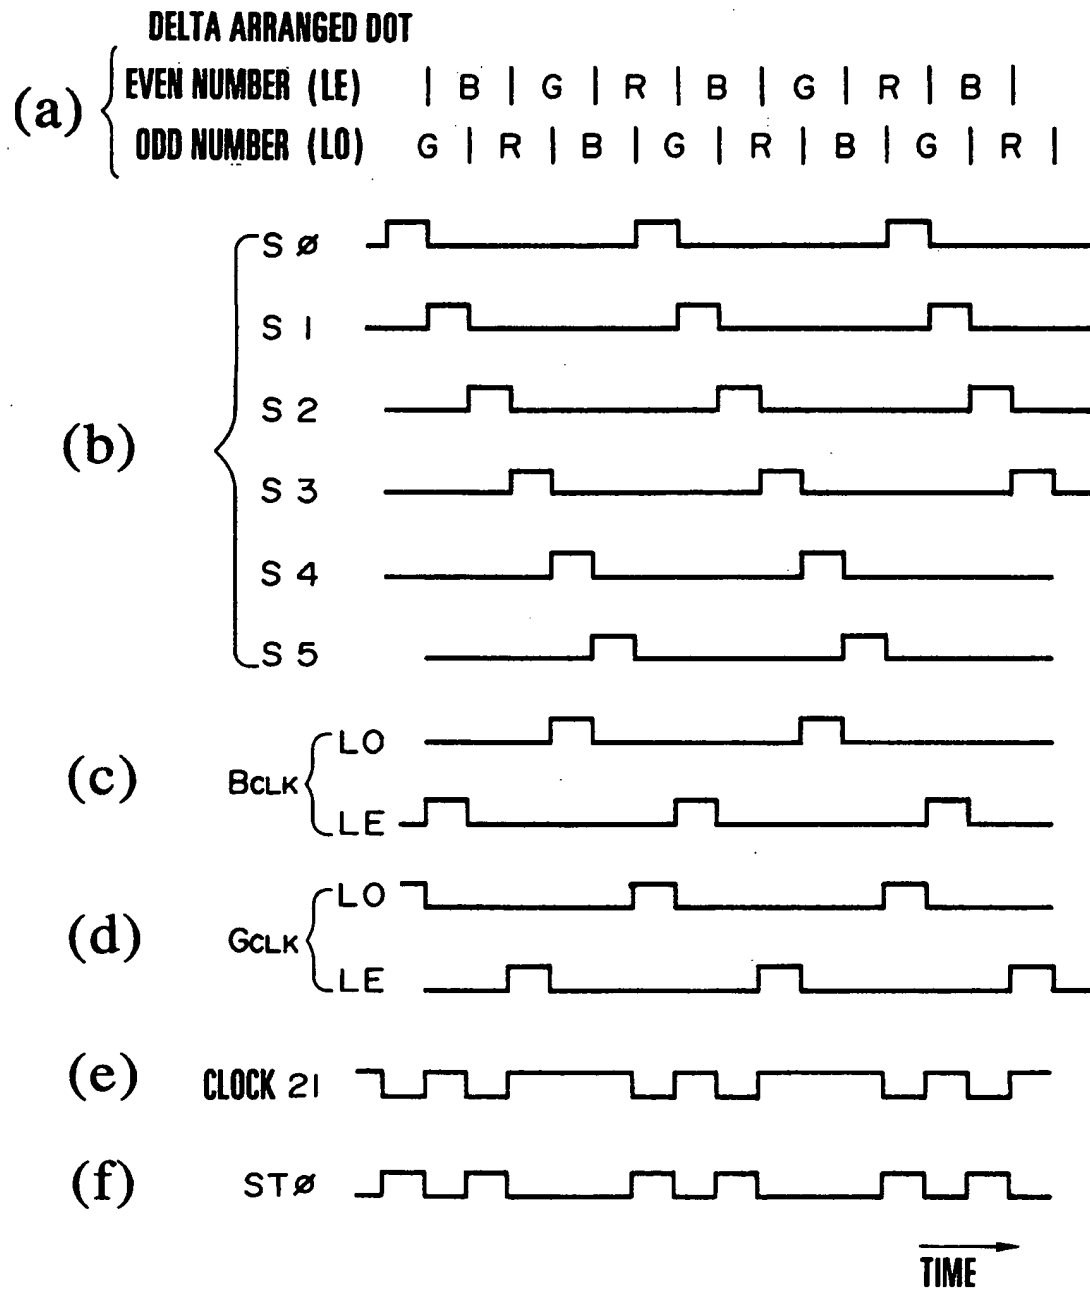 DELTA ARRANGED DOT
(a)
EVEN NUMBER (LE) | B | G | R | B | G | R | B |
ODD NUMBER (LO) G | R | B | G | R | B | G | R |
(b)
S ø
S 1
S 2
S 3
S 4
S 5
(c)
BCLK
LO
LE
(d)
GCLK
LO
LE
(e)
CLOCK 21
(f)
STø
TIME